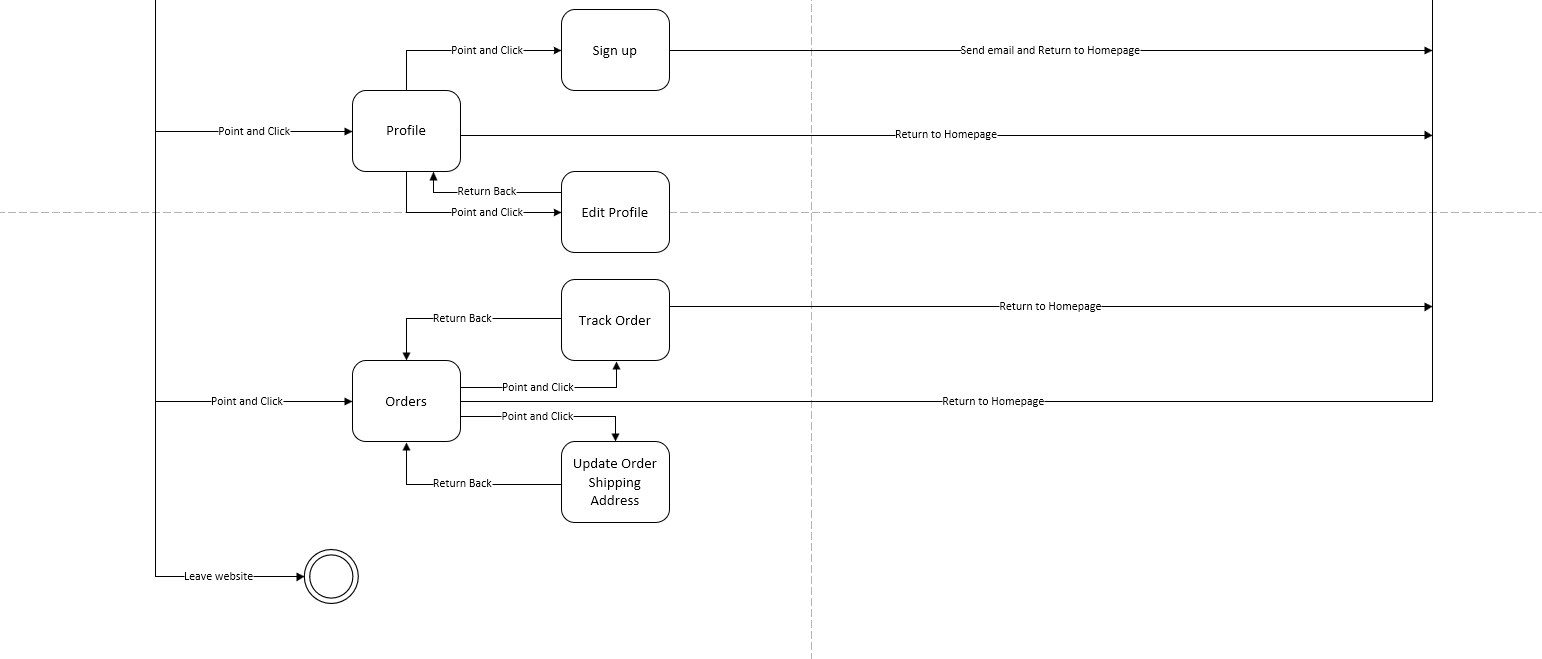 Point and Click
Sign up
Send email and Return to Homepage
Point and Click
Profile
Return to Homepage
Return Back
Point and Click
Edit Profile
Return Back
Track Order
Return to Homepage
Point and Click
Point and Click
Orders
Return to Homepage
Point and Click
Update Order
Shipping
Address
Return Back
Leave website